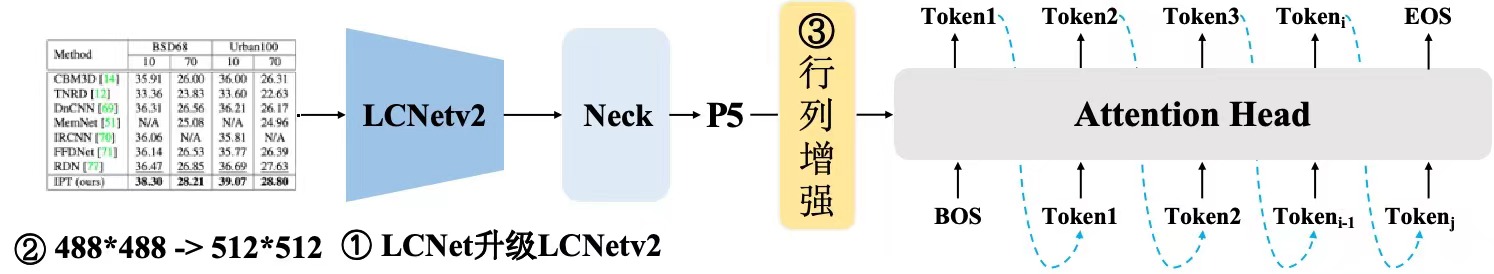 Token1 Token2 Token3 Tokenᵢ EOS
③
行
列
增
强
Method BSD68 Urban100
10 70 10 70
CBM3D [14] 35.91 26.00 36.00 26.31
TNRD [12] 33.36 23.83 33.60 22.63
DnCNN [69] 36.31 26.56 36.21 26.17
MemNet [51] N/A 25.08 N/A 24.96
IRCNN [70] 36.06 N/A 35.81 N/A
FFDNet [71] 36.14 26.53 35.77 26.39
RDN [77] 36.47 26.85 36.69 27.63
IPT (ours) 38.30 28.21 39.07 28.80
LCNetv2
Neck
P5
Attention Head
BOS Token1 Token2 Tokenᵢ₋₁ Tokenⱼ
② 488*488 -> 512*512
① LCNet升级LCNetv2